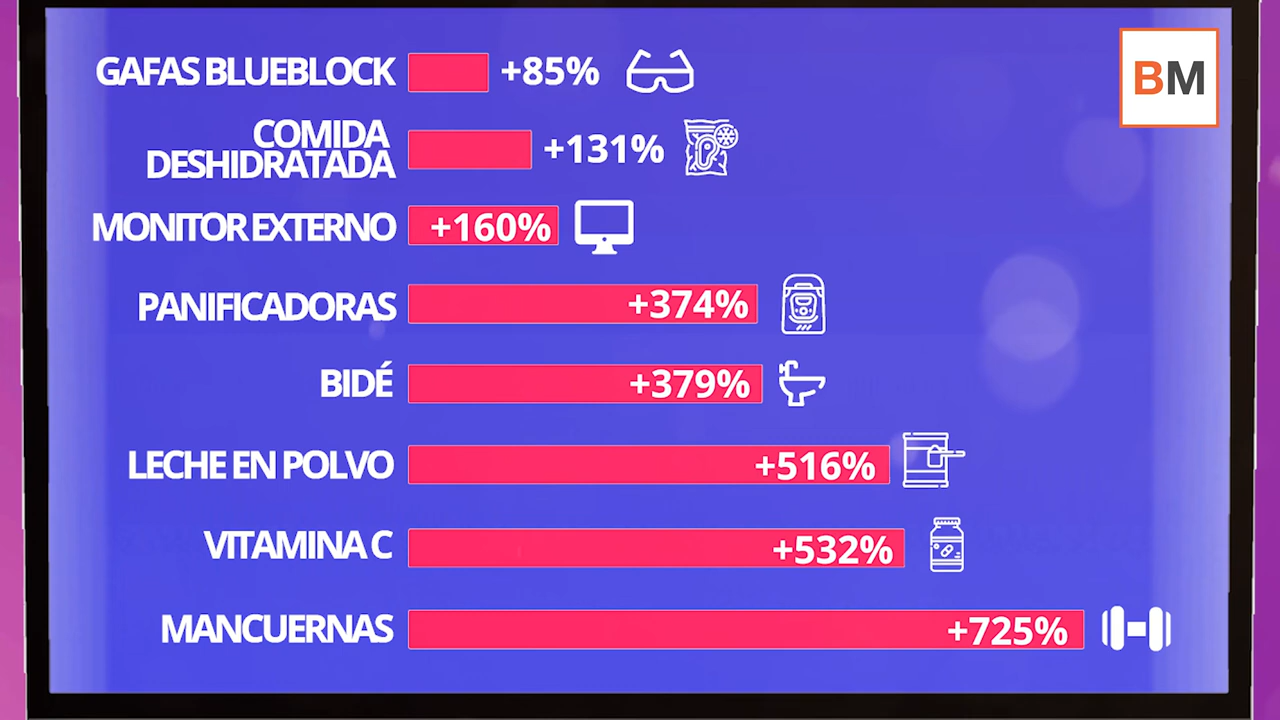 GAFAS BLUEBLOCK +85%
BM
COMIDA
DESHIDRATADA +131%
MONITOR EXTERNO +160%
PANIFICADORAS +374%
BIDÉ +379%
LECHE EN POLVO +516%
VITAMINA C +532%
MANCUERNAS +725%